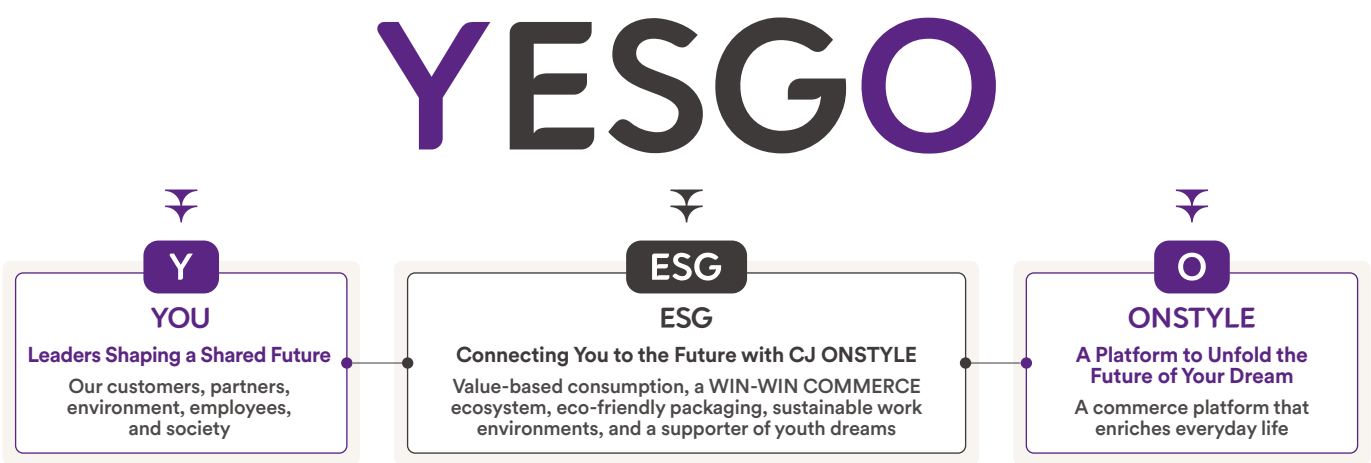 YESGO
Y
YOU
Leaders Shaping a Shared Future
Our customers, partners,
environment, employees,
and society
ESG
ESG
Connecting You to the Future with CJ ONSTYLE
Value-based consumption, a WIN-WIN COMMERCE
ecosystem, eco-friendly packaging, sustainable work
environments, and a supporter of youth dreams
O
ONSTYLE
A Platform to Unfold the
Future of Your Dream
A commerce platform that
enriches everyday life